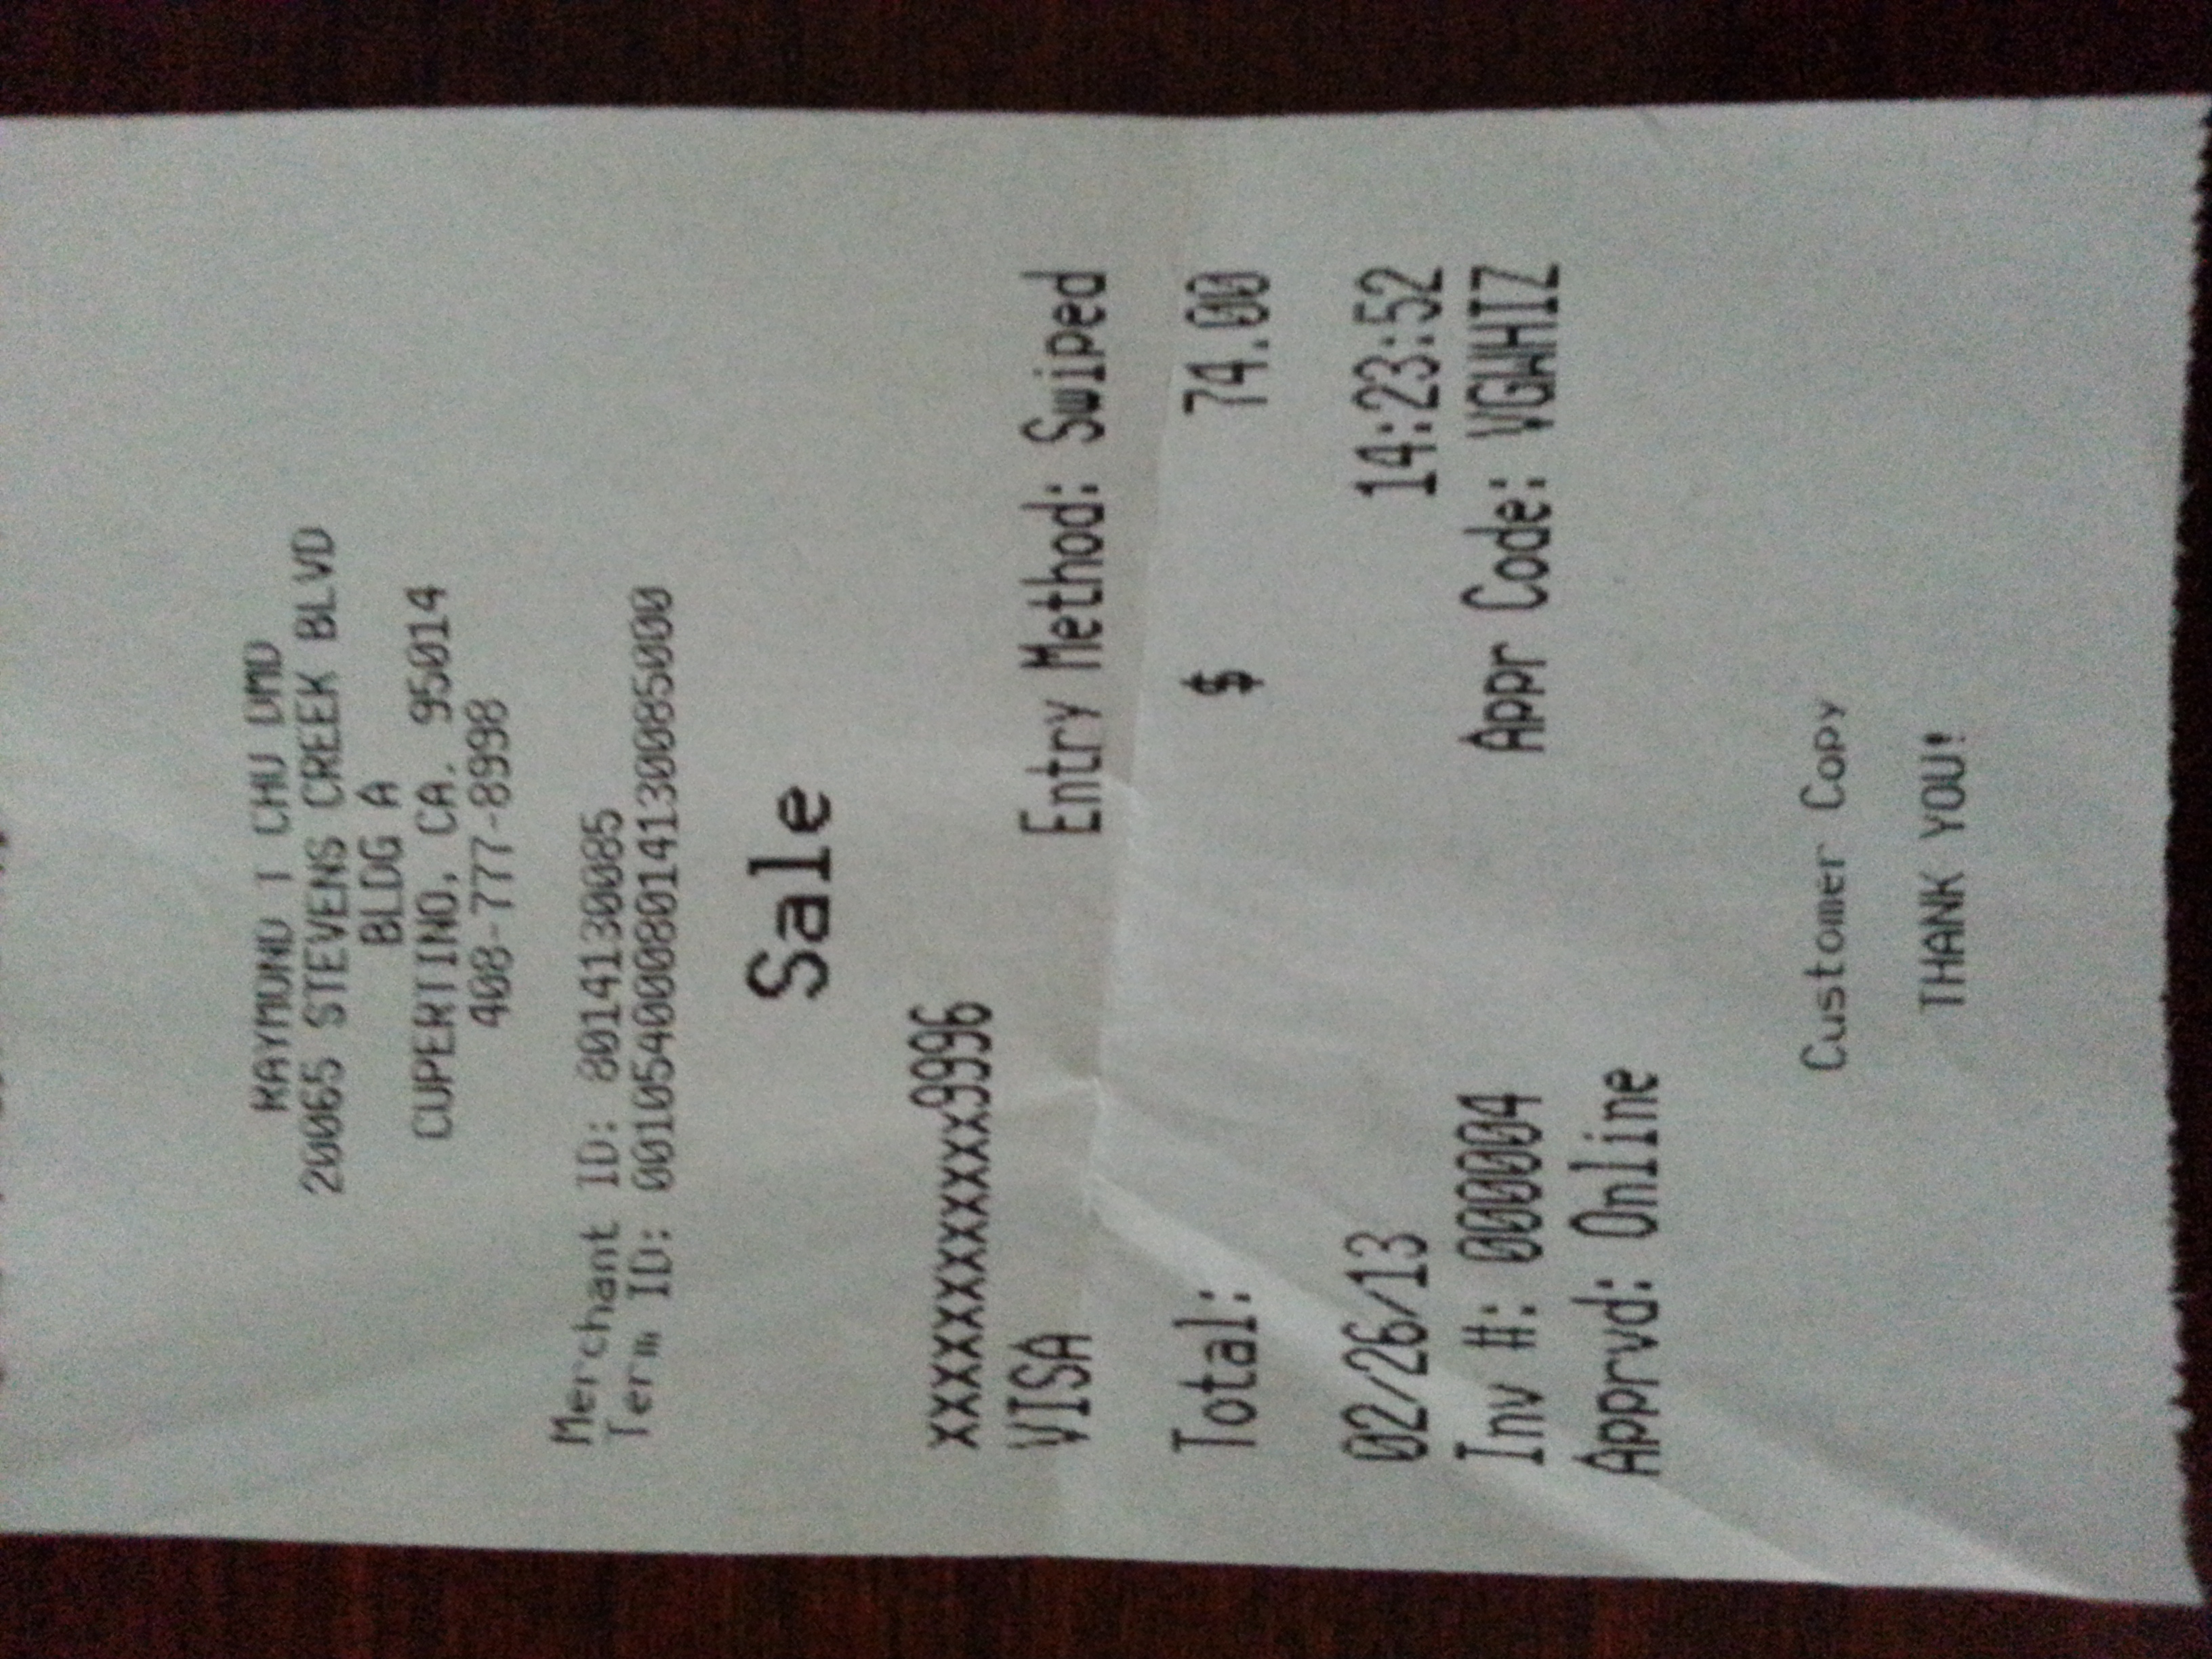 RAYMOND T CHU DMD
20065 STEVENS CREEK BLVD
BLDG A
CUPERTINO, CA. 95014
408-777-8998
Merchant ID: 8014130085
Term ID: 0010540008014130085000
Sale
xxxxxxxxxxxx9996
VISA Entry Method: Swiped
Total: $ 74.00
02/26/13 14:23:52
Inv #: 000004 Appr Code: VGWHIZ
Apprvd: Online
Customer Copy
THANK YOU!